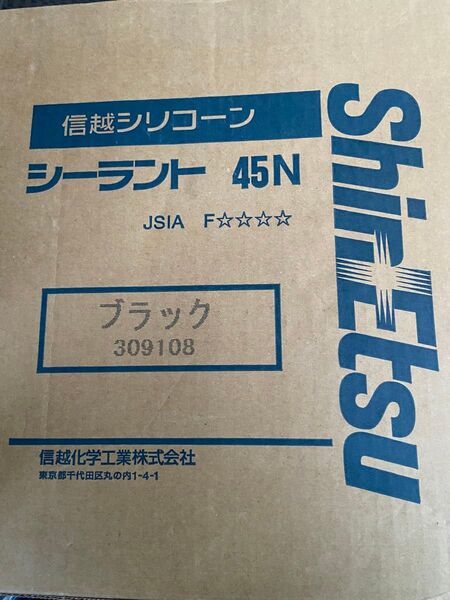 信越シリコーン
シーラント 45N
JSIA F☆☆☆☆
ブラック
309108
信越化学工業株式会社
東京都千代田区丸の内1-4-1
ShinEtsu